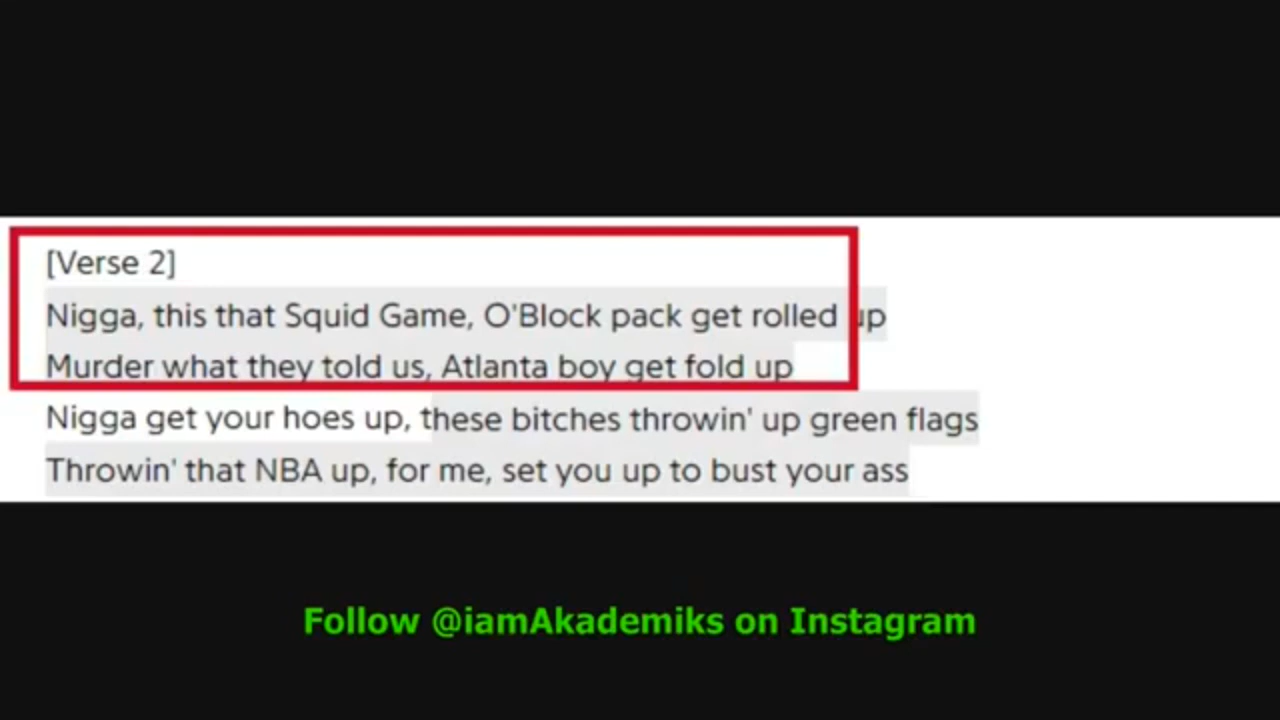 [Verse 2]
Nigga, this that Squid Game, O'Block pack get rolled up
Murder what they told us, Atlanta boy get fold up
Nigga get your hoes up, these bitches throwin' up green flags
Throwin' that NBA up, for me, set you up to bust your ass
Follow @iamAkademiks on Instagram